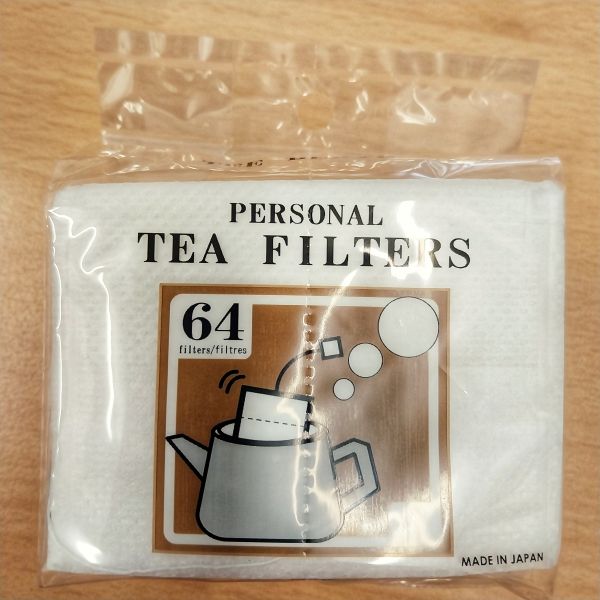 PERSONAL
TEA FILTERS
64
filters/filtres
MADE IN JAPAN